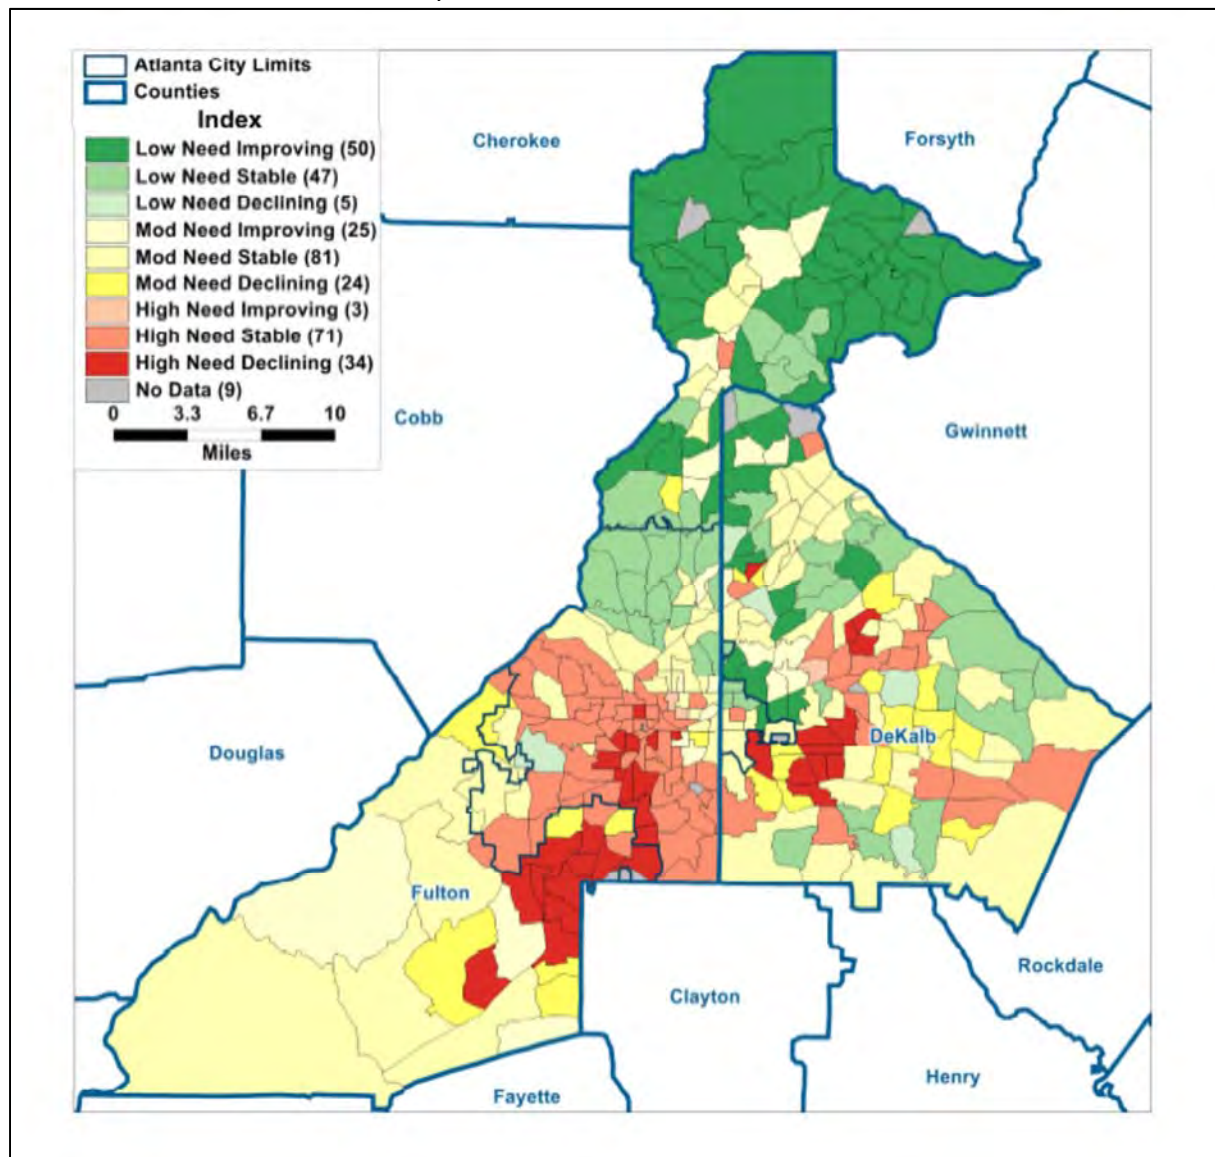 Atlanta City Limits
Counties
Index
Low Need Improving (50)
Low Need Stable (47)
Low Need Declining (5)
Mod Need Improving (25)
Mod Need Stable (81)
Mod Need Declining (24)
High Need Improving (3)
High Need Stable (71)
High Need Declining (34)
No Data (9)
0 3.3 6.7 10
Miles
Cherokee
Forsyth
Cobb
Gwinnett
Douglas
DeKalb
Fulton
Rockdale
Clayton
Henry
Fayette